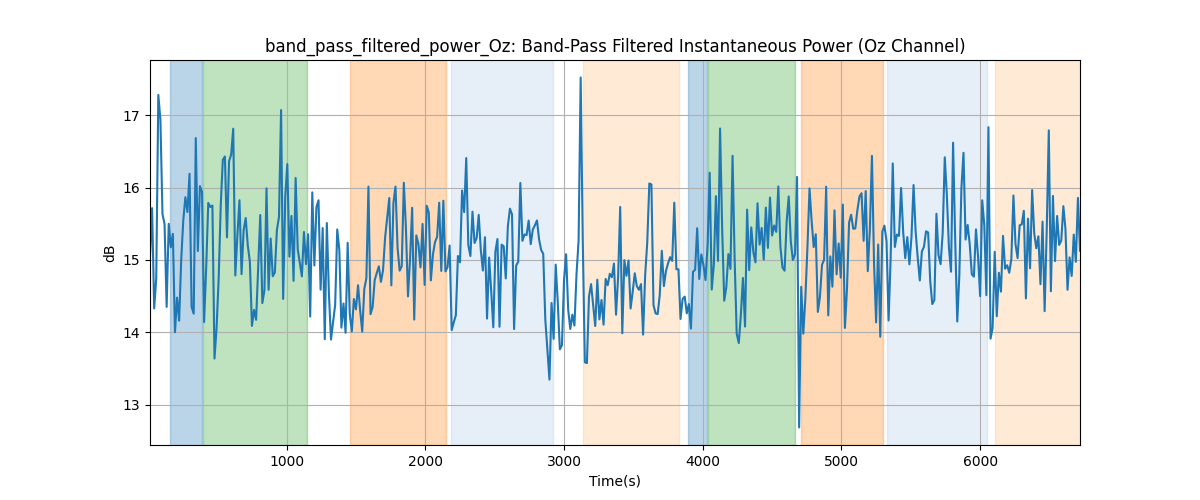 band_pass_filtered_power_Oz: Band-Pass Filtered Instantaneous Power (Oz Channel)
17
16
15
14
13
dB
1000 2000 3000 4000 5000 6000
Time(s)